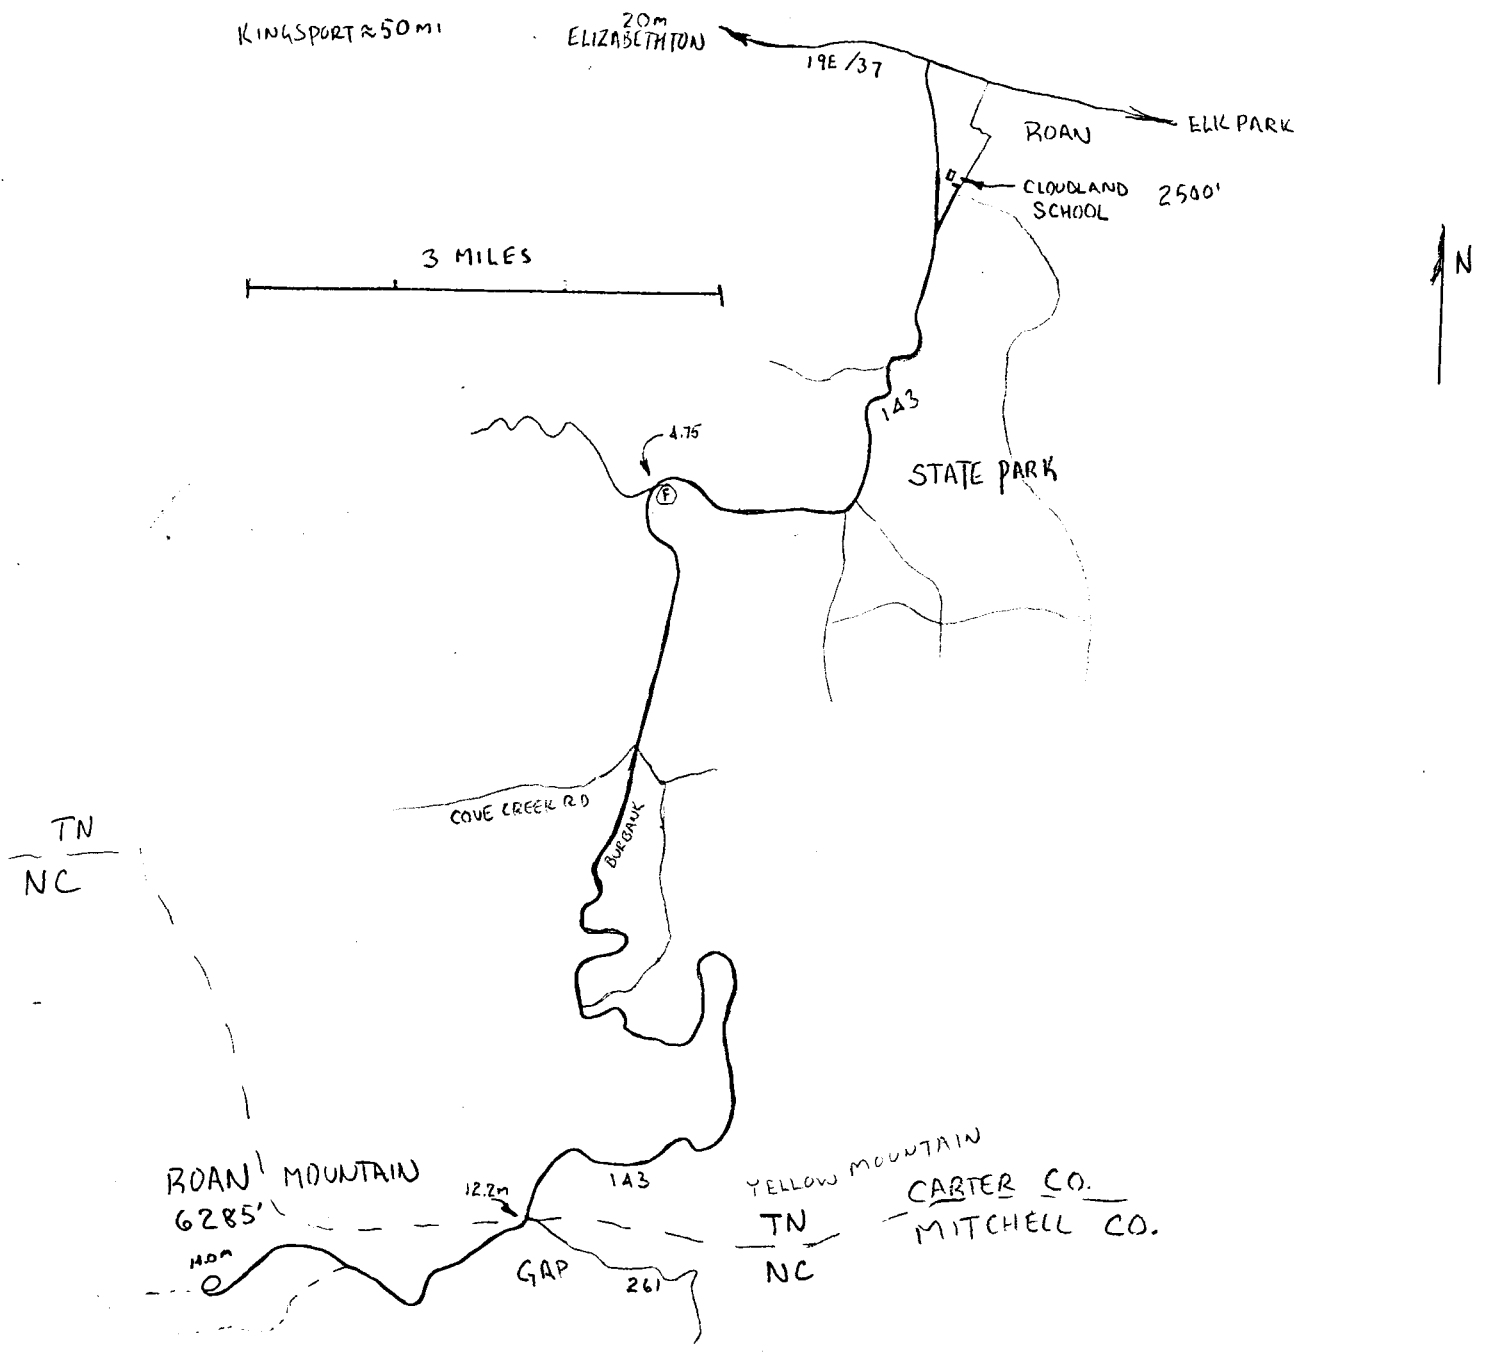 KINGSPORT ≈ 50 MI
20m
ELIZABETHTON
19E/37
ELK PARK
ROAN
CLOUDLAND 2500'
SCHOOL
3 MILES
N
143
4.75
F
STATE PARK
COVE CREEK RD
BURBANK
TN
NC
ROAN MOUNTAIN
6285'
14.0m
12.2m
143
GAP
261
YELLOW MOUNTAIN
TN
NC
CARTER CO.
MITCHELL CO.